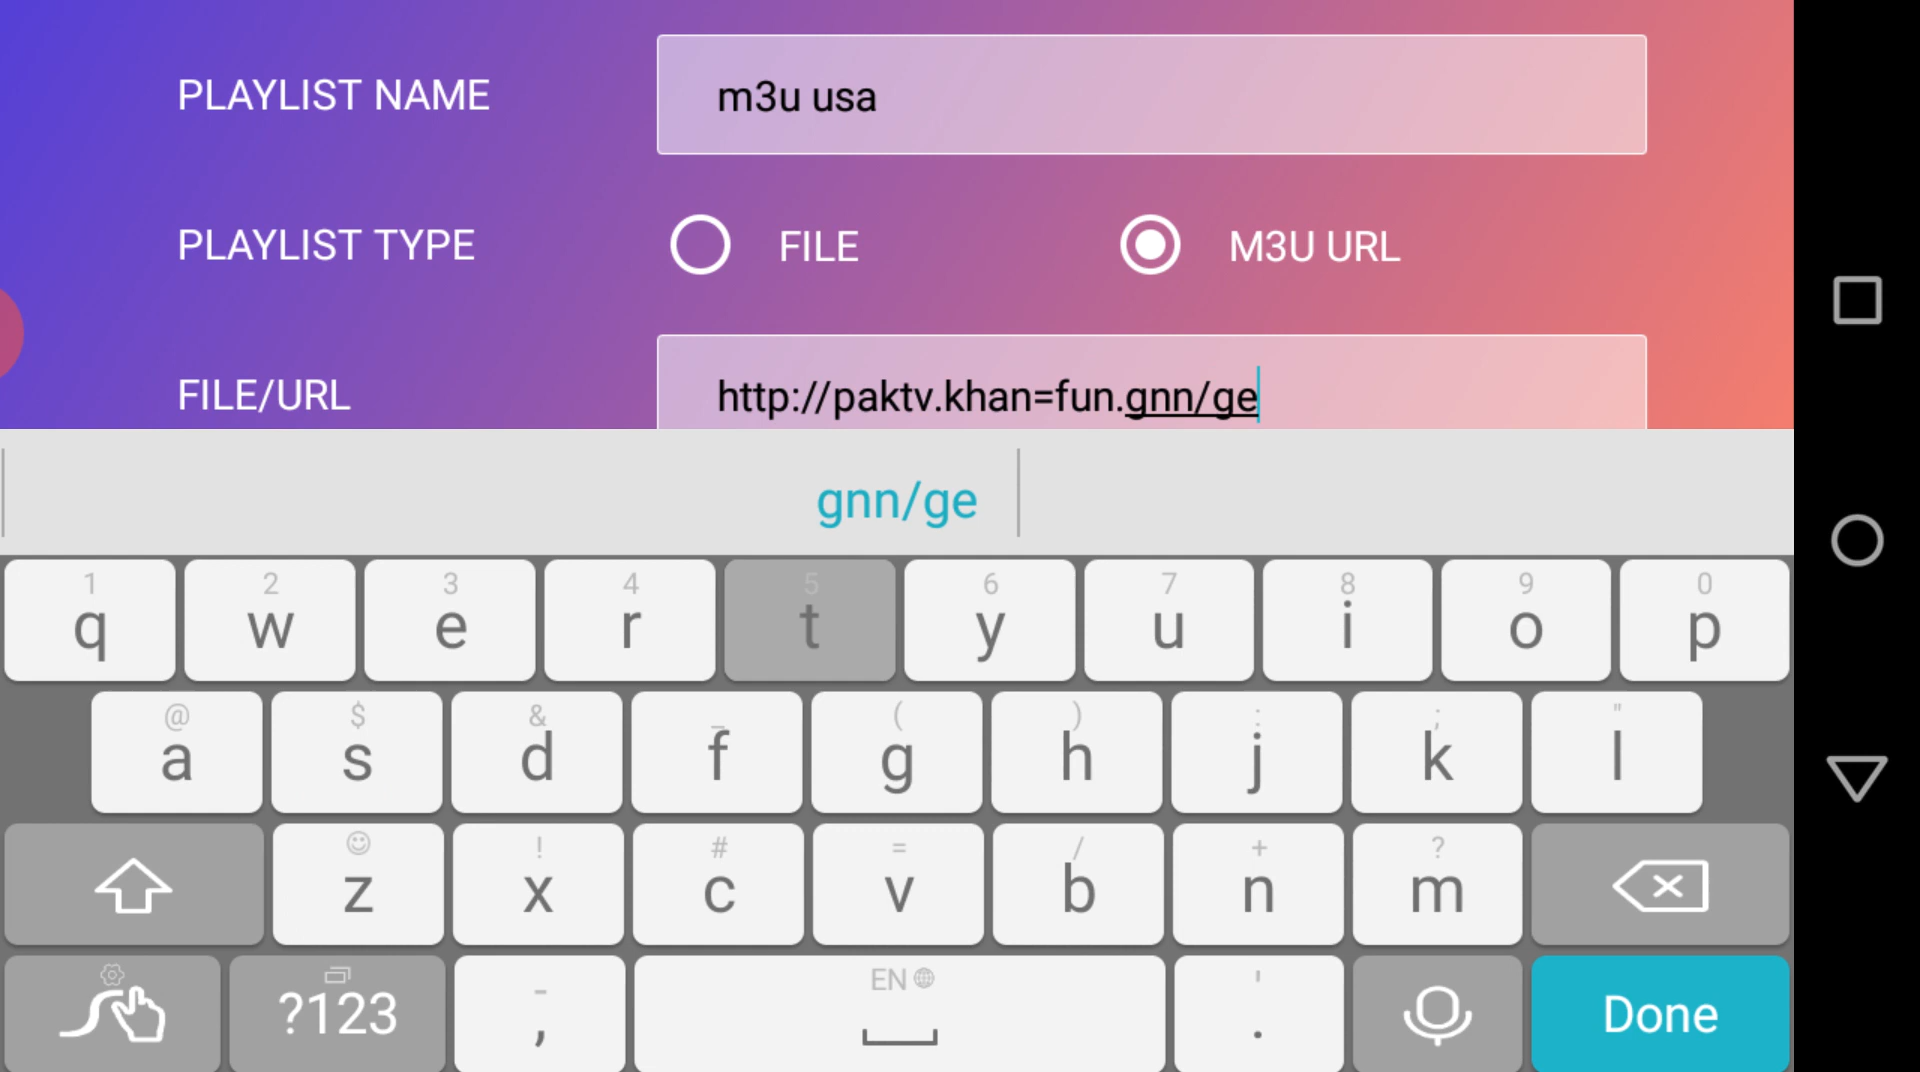 PLAYLIST NAME m3u usa
PLAYLIST TYPE FILE M3U URL
FILE/URL http://paktv.khan=fun.gnn/ge
gnn/ge
1 2 3 4 5 6 7 8 9 0
q w e r t y u i o p
@ $ & _ ( ) : ; "
a s d f g h j k l
! # = / + ?
z x c v b n m
- EN '
?123 , . Done